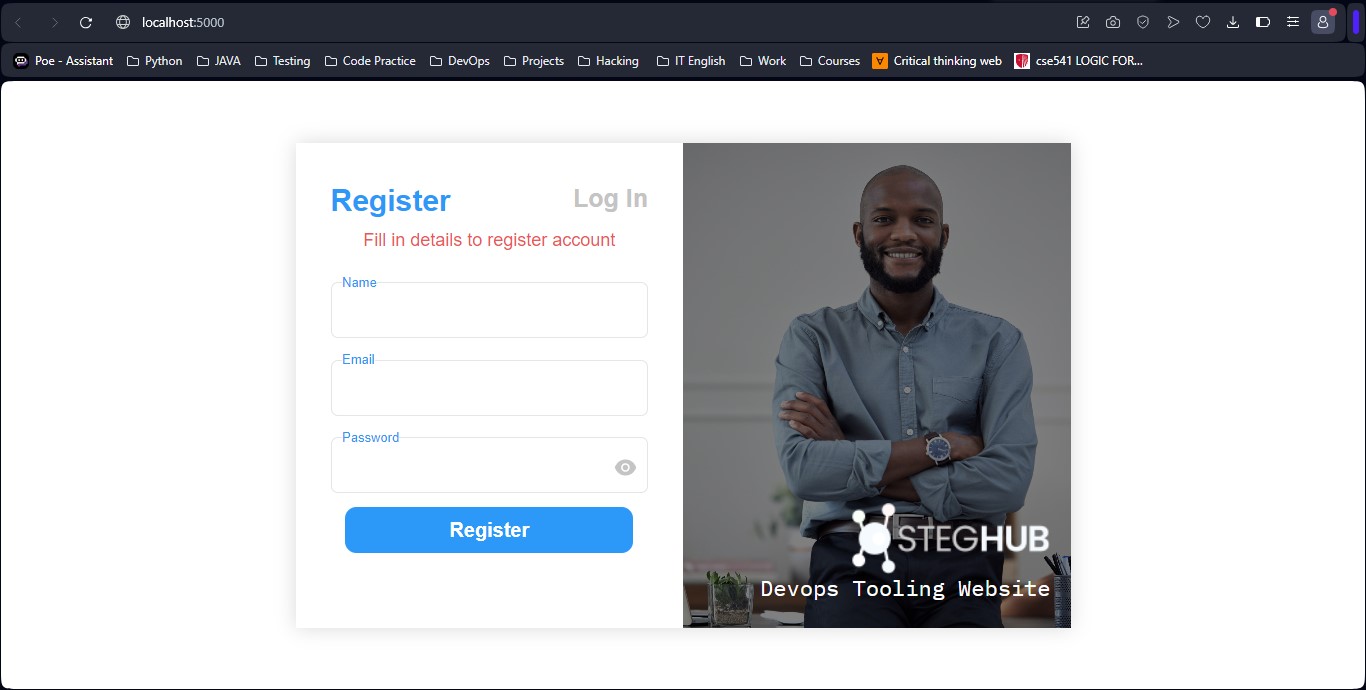 localhost:5000
Poe - Assistant Python JAVA Testing Code Practice DevOps Projects Hacking IT English Work Courses Critical thinking web cse541 LOGIC FOR...
Register Log In
Fill in details to register account
Name
Email
Password
Register
STEGHUB
Devops Tooling Website